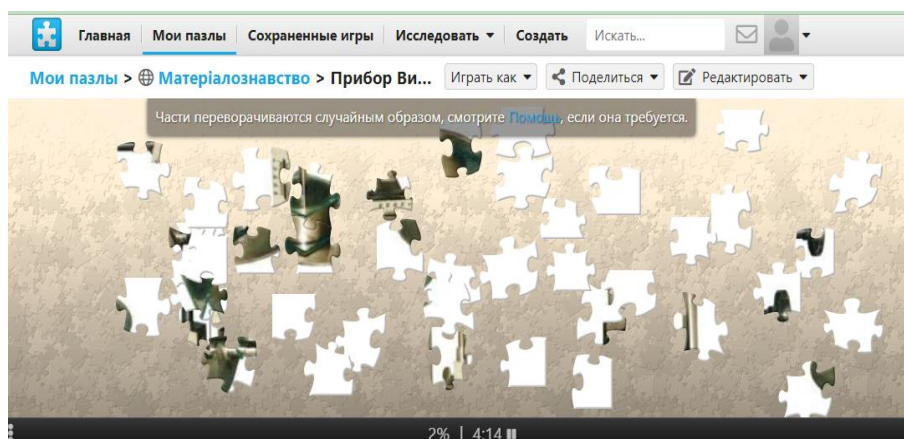 Главная Мои пазлы Сохраненные игры Исследовать Создать Искать...
Мои пазлы > Матеріалознавство > Прибор Ви... Играть как Поделиться Редактировать
Части переворачиваются случайным образом, смотрите Помощь, если она требуется.
2% | 4:14